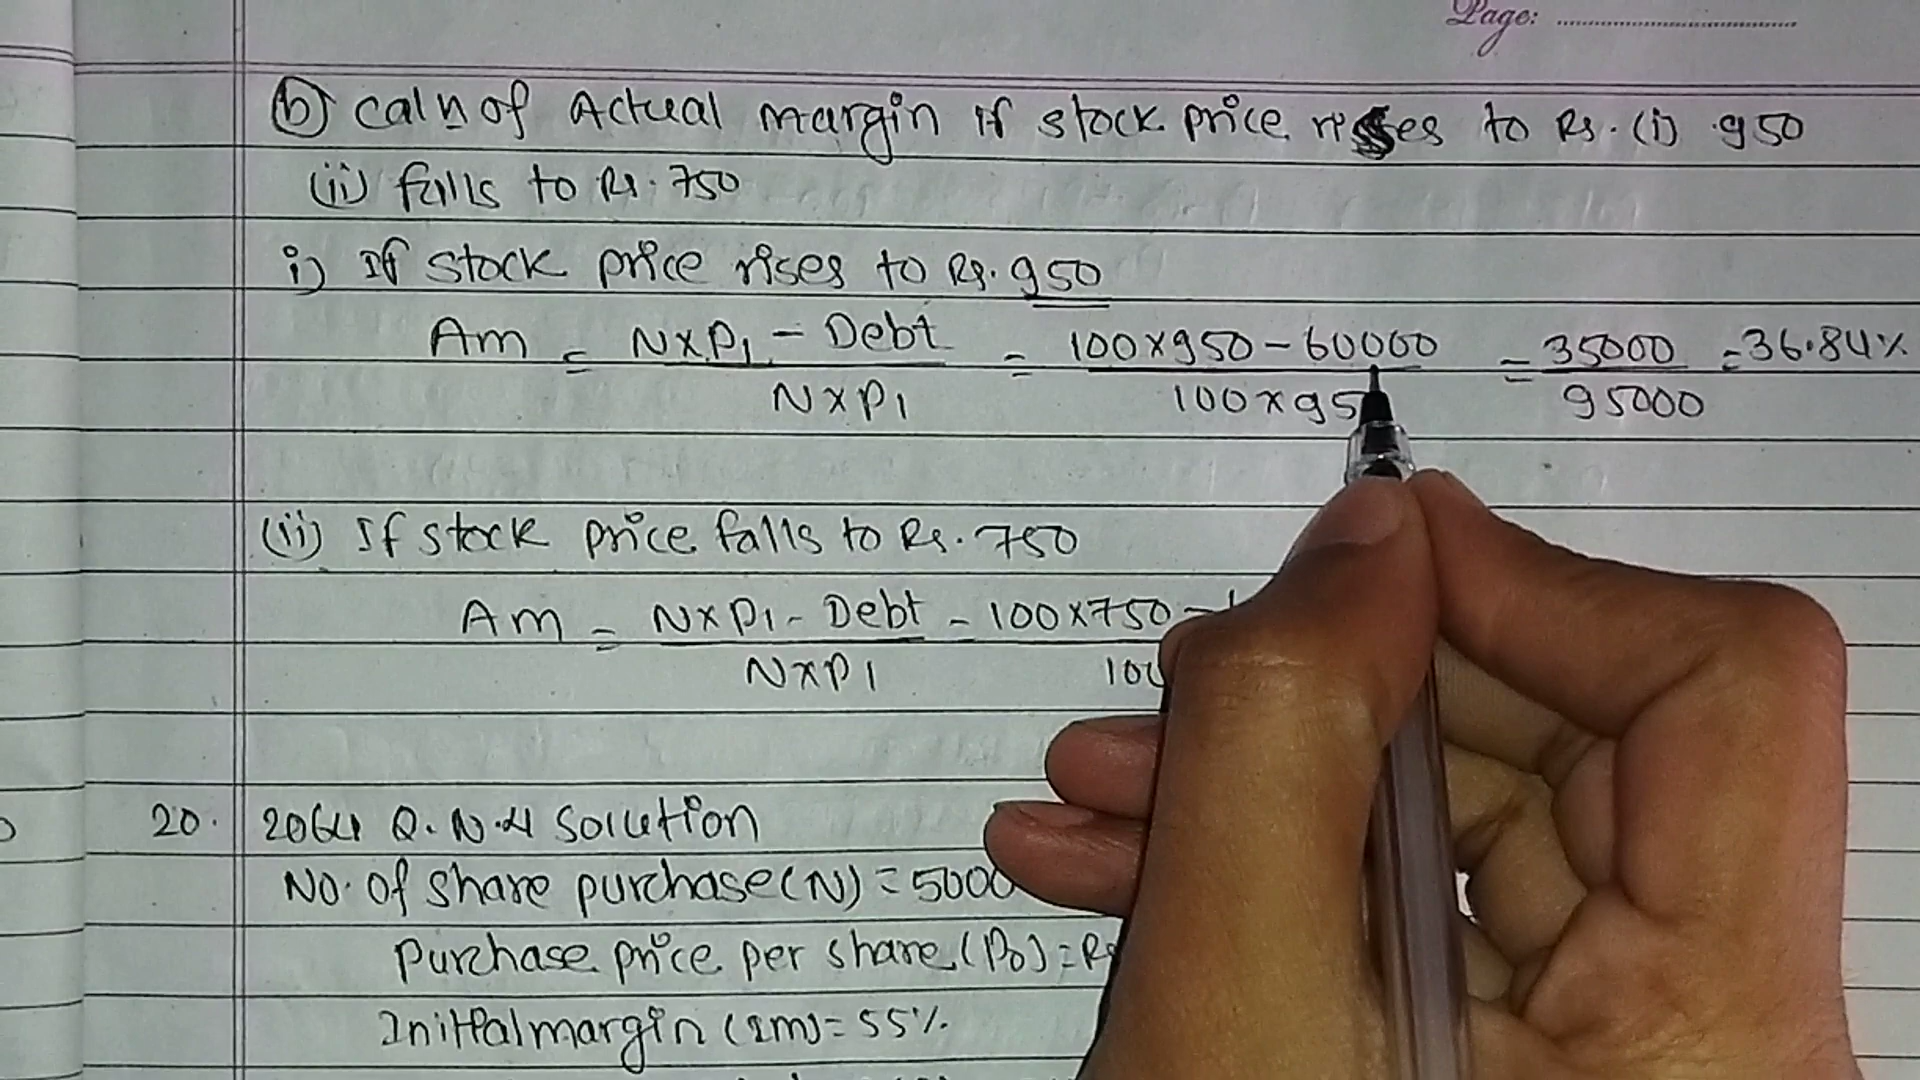 Page:
(b) Caln of Actual margin if stock price rises to Rs. (i) 950
(ii) falls to Rs. 750
i) If stock price rises to Rs. 950
Am = N×P1 - Debt / N×P1 = 100×950 - 60000 / 100×95 = 35000 / 95000 = 36.84%
(ii) If stock price falls to Rs. 750
Am = N×P1 - Debt / N×P1 = 100×750 - / 100
20. 2064 Q.N.4 Solution
No. of share purchase (N) = 5000
Purchase price per share (P0) = Rs
Initial margin (Im) = 55%